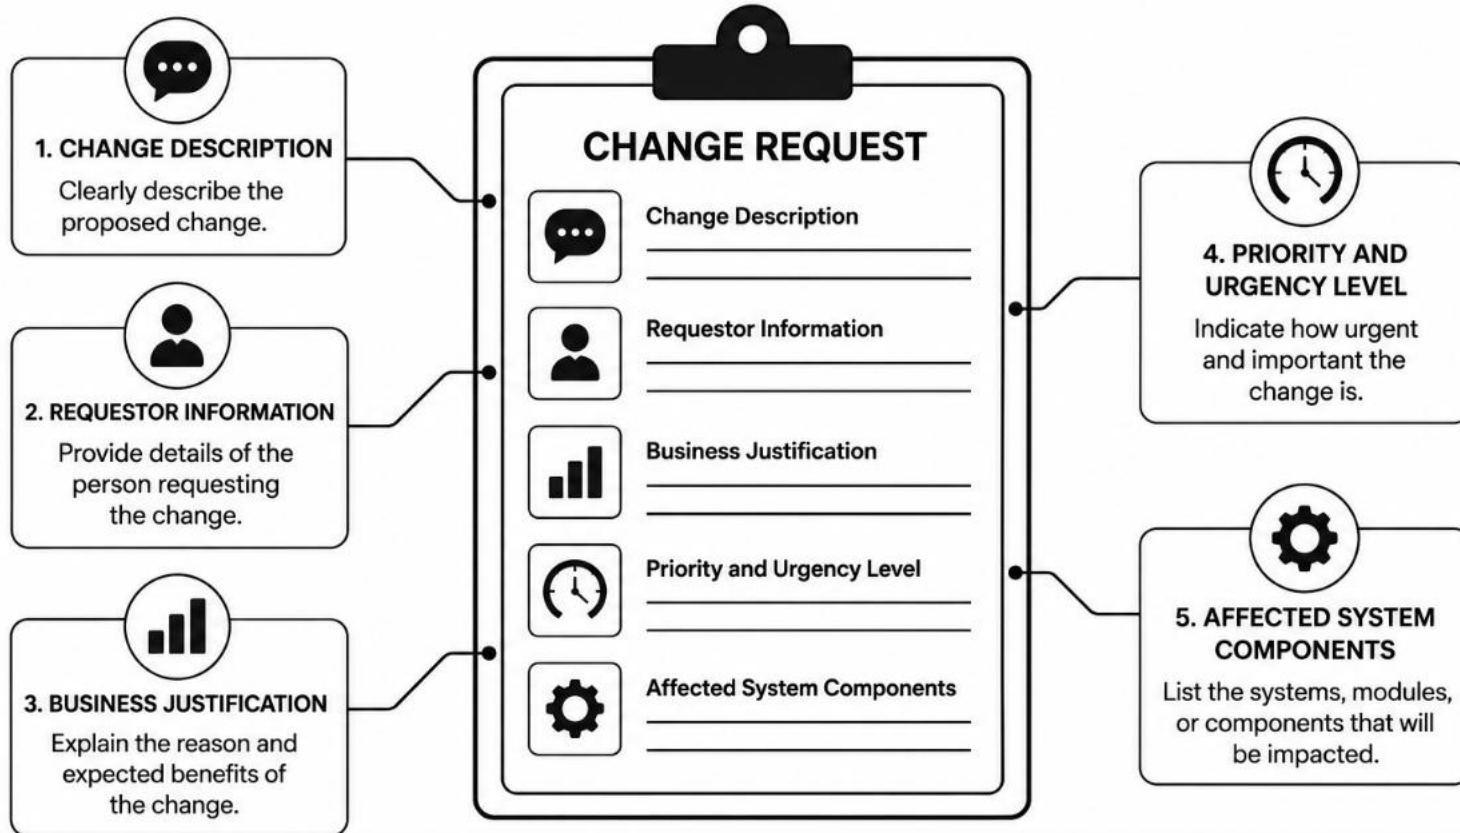 1. CHANGE DESCRIPTION
Clearly describe the
proposed change.
2. REQUESTOR INFORMATION
Provide details of the
person requesting
the change.
3. BUSINESS JUSTIFICATION
Explain the reason and
expected benefits of
the change.
CHANGE REQUEST
Change Description
Requestor Information
Business Justification
Priority and Urgency Level
Affected System Components
4. PRIORITY AND
URGENCY LEVEL
Indicate how urgent
and important the
change is.
5. AFFECTED SYSTEM
COMPONENTS
List the systems, modules,
or components that will
be impacted.